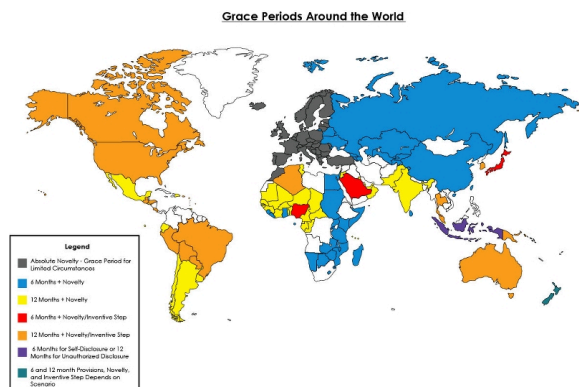 Grace Periods Around the World
Legend
Absolute Novelty - Grace Period for
Limited Circumstances
6 Months + Novelty
12 Months + Novelty
6 Months + Novelty/Inventive Step
12 Months + Novelty/Inventive Step
6 Months for Self-Disclosure or 12
Months for Unauthorized Disclosure
6 and 12 month Provisions, Novelty,
and Inventive Step Depends on
Scenario